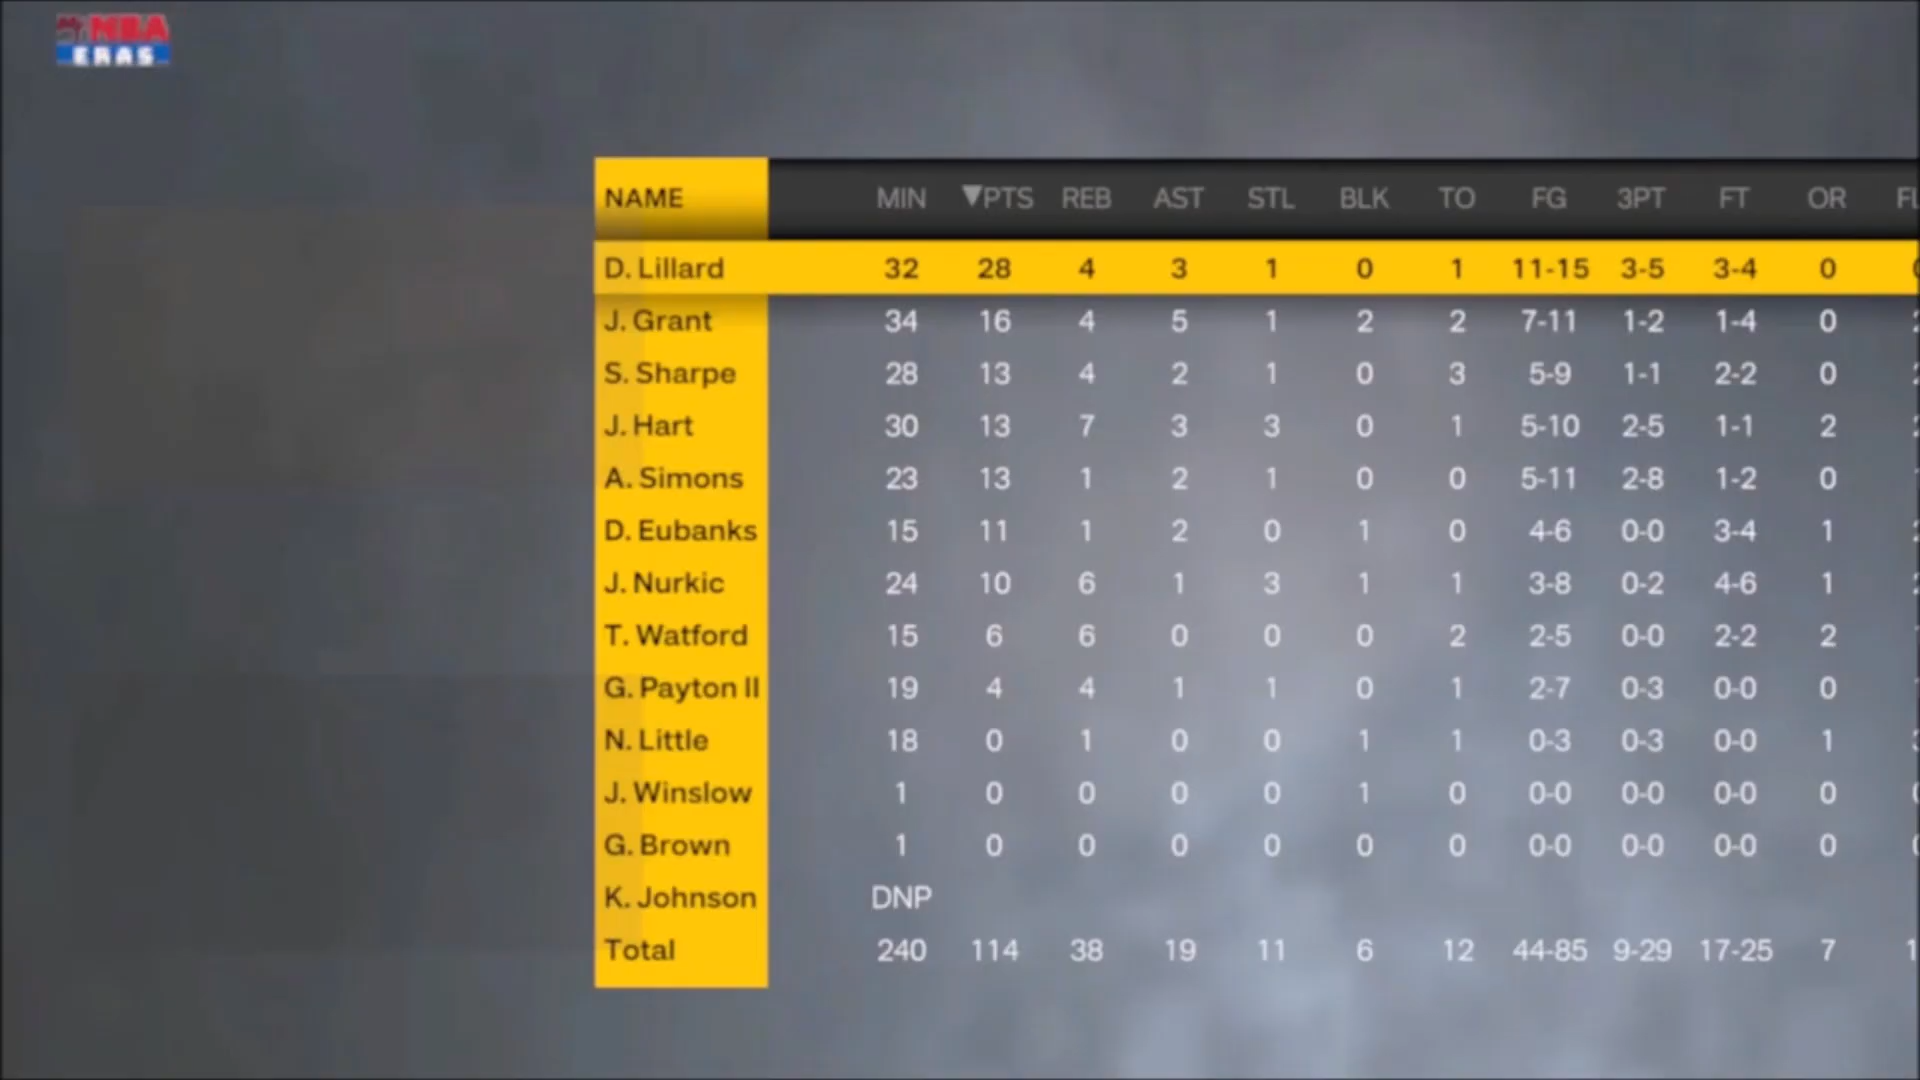 My NBA
ERAS
NAME MIN ▼PTS REB AST STL BLK TO FG 3PT FT OR
D. Lillard 32 28 4 3 1 0 1 11-15 3-5 3-4 0
J. Grant 34 16 4 5 1 2 2 7-11 1-2 1-4 0
S. Sharpe 28 13 4 2 1 0 3 5-9 1-1 2-2 0
J. Hart 30 13 7 3 3 0 1 5-10 2-5 1-1 2
A. Simons 23 13 1 2 1 0 0 5-11 2-8 1-2 0
D. Eubanks 15 11 1 2 0 1 0 4-6 0-0 3-4 1
J. Nurkic 24 10 6 1 3 1 1 3-8 0-2 4-6 1
T. Watford 15 6 6 0 0 0 2 2-5 0-0 2-2 2
G. Payton II 19 4 4 1 1 0 1 2-7 0-3 0-0 0
N. Little 18 0 1 0 0 1 1 0-3 0-3 0-0 1
J. Winslow 1 0 0 0 0 1 0 0-0 0-0 0-0 0
G. Brown 1 0 0 0 0 0 0 0-0 0-0 0-0 0
K. Johnson DNP
Total 240 114 38 19 11 6 12 44-85 9-29 17-25 7